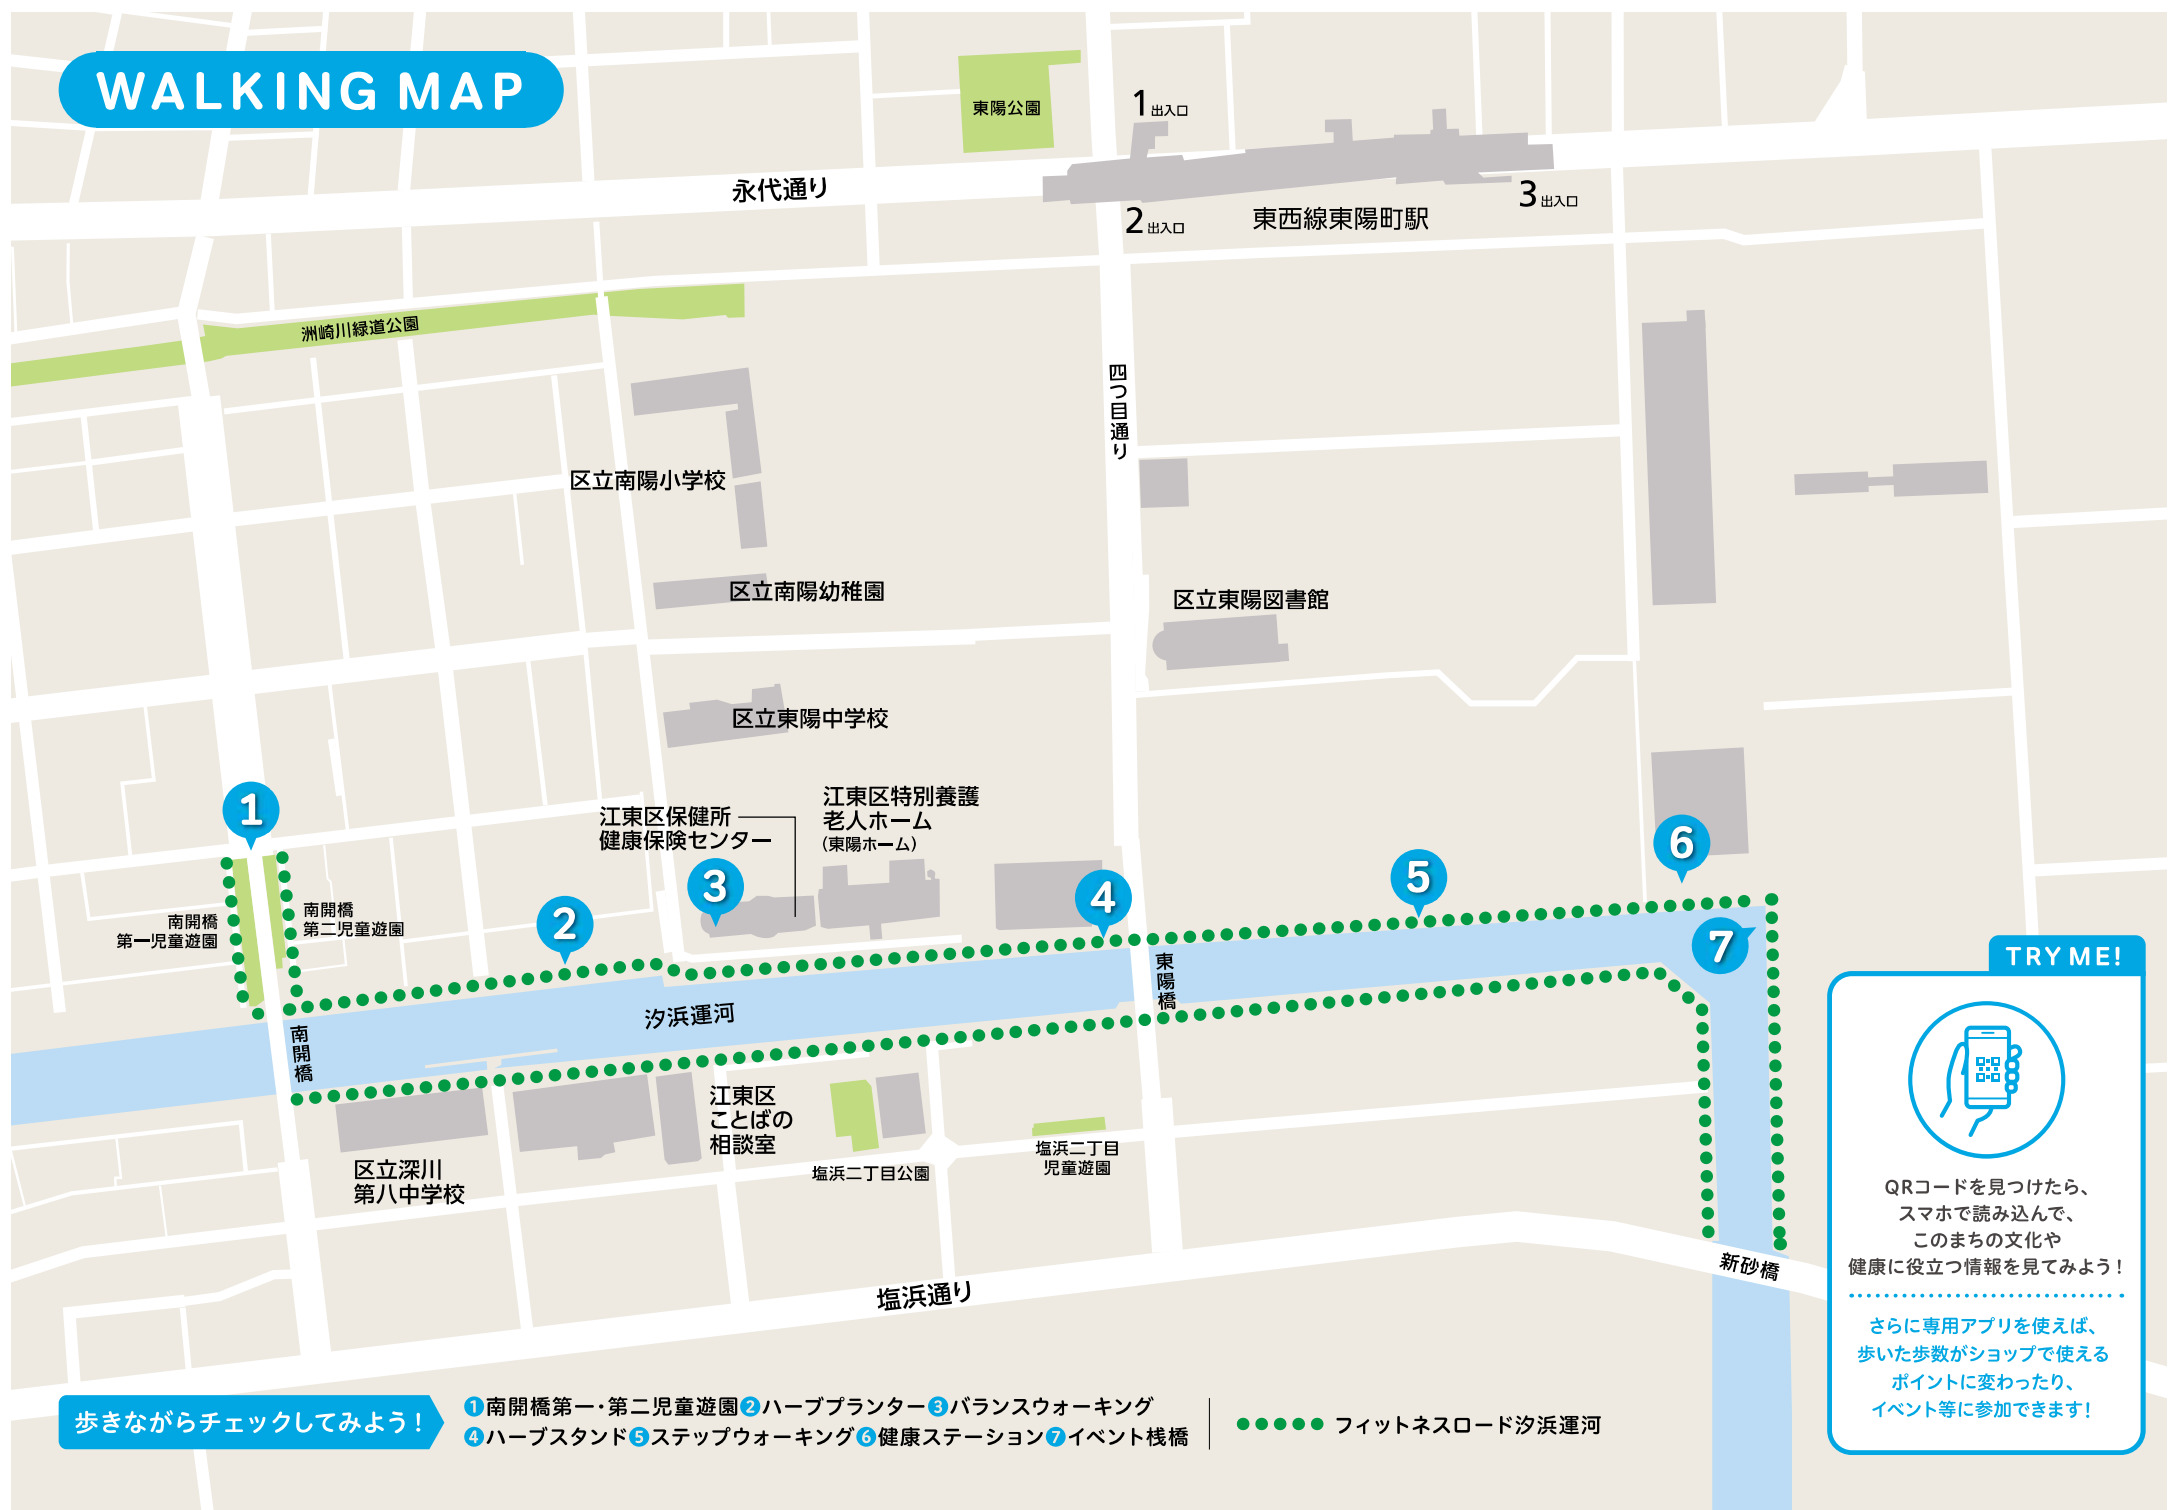 WALKING MAP
東陽公園
1 出入口
永代通り
2 出入口
東西線東陽町駅
3 出入口
洲崎川緑道公園
四つ目通り
区立南陽小学校
区立南陽幼稚園
区立東陽図書館
区立東陽中学校
1
江東区保健所
健康保険センター
江東区特別養護
老人ホーム
(東陽ホーム)
南開橋
第一児童遊園
南開橋
第二児童遊園
2
3
4
5
6
7
東陽橋
汐浜運河
南開橋
江東区
ことばの
相談室
区立深川
第八中学校
塩浜二丁目公園
塩浜二丁目
児童遊園
塩浜通り
新砂橋
TRY ME!
QRコードを見つけたら、
スマホで読み込んで、
このまちの文化や
健康に役立つ情報を見てみよう!
さらに専用アプリを使えば、
歩いた歩数がショップで使える
ポイントに変わったり、
イベント等に参加できます!
歩きながらチェックしてみよう!
❶南開橋第一・第二児童遊園❷ハーブプランター❸バランスウォーキング
❹ハーブスタンド❺ステップウォーキング❻健康ステーション❼イベント桟橋
フィットネスロード汐浜運河